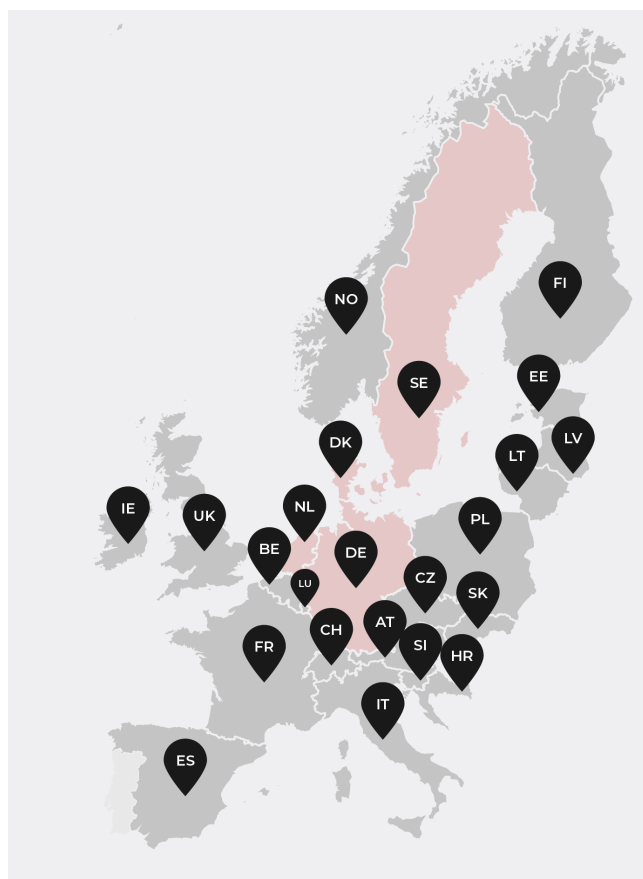 NO
FI
SE
EE
DK
LV
LT
IE
UK
NL
PL
BE
DE
CZ
LU
SK
CH
AT
FR
SI
HR
IT
ES